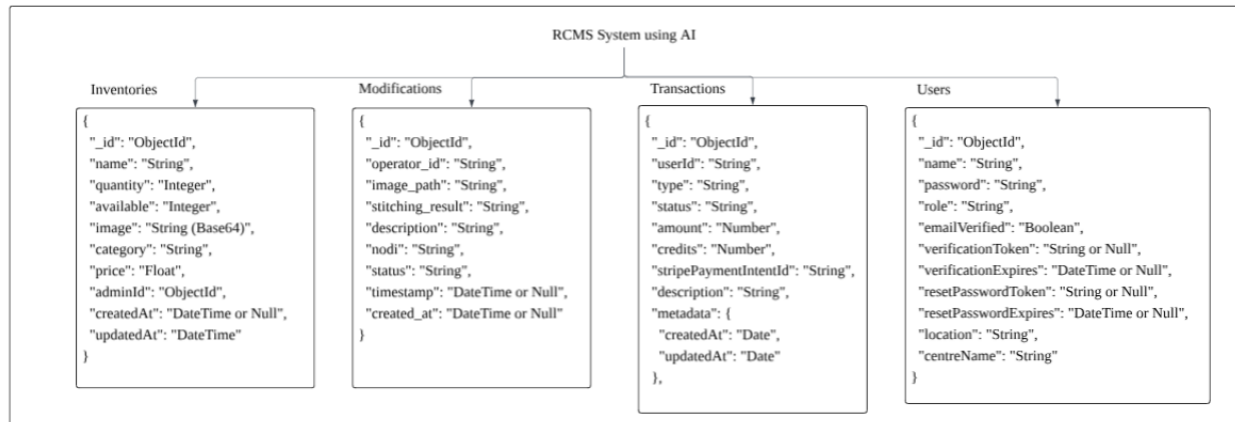 RCMS System using AI
Inventories
{
"_id": "ObjectId",
"name": "String",
"quantity": "Integer",
"available": "Integer",
"image": "String (Base64)",
"category": "String",
"price": "Float",
"adminId": "ObjectId",
"createdAt": "DateTime or Null",
"updatedAt": "DateTime"
}
Modifications
{
"_id": "ObjectId",
"operator_id": "String",
"image_path": "String",
"stitching_result": "String",
"description": "String",
"nodi": "String",
"status": "String",
"timestamp": "DateTime or Null",
"created_at": "DateTime or Null"
}
Transactions
{
"_id": "ObjectId",
"userId": "String",
"type": "String",
"status": "String",
"amount": "Number",
"credits": "Number",
"stripePaymentIntentId": "String",
"description": "String",
"metadata": {
"createdAt": "Date",
"updatedAt": "Date"
},
Users
{
"_id": "ObjectId",
"name": "String",
"password": "String",
"role": "String",
"emailVerified": "Boolean",
"verificationToken": "String or Null",
"verificationExpires": "DateTime or Null",
"resetPasswordToken": "String or Null",
"resetPasswordExpires": "DateTime or Null",
"location": "String",
"centreName": "String"
}